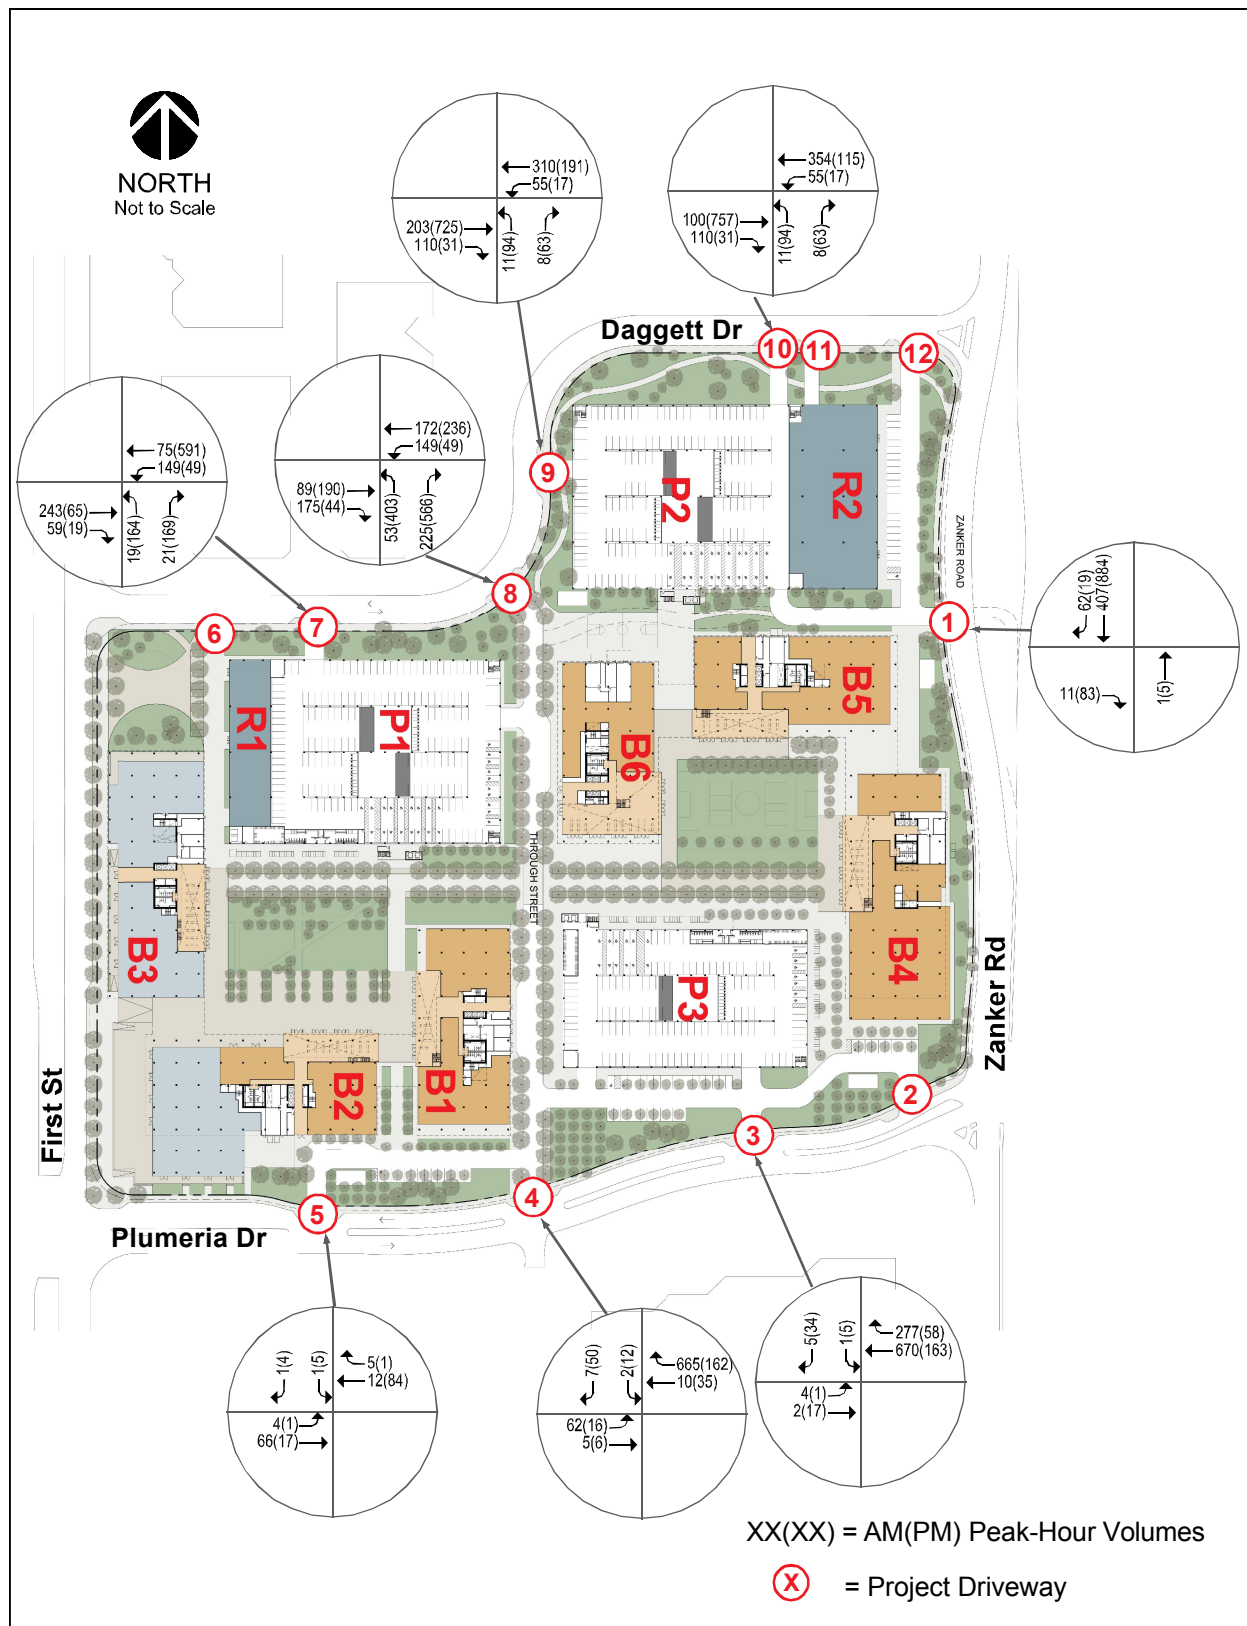 NORTH
Not to Scale
310(191)
55(17)
203(725)
110(31)
11(94)
8(63)
354(115)
55(17)
100(757)
110(31)
11(94)
8(63)
Daggett Dr
10
11
12
75(591)
149(49)
243(65)
59(19)
19(164)
21(169)
172(236)
149(49)
89(190)
175(44)
53(403)
225(566)
9
P2
R2
ZANKER ROAD
8
6
7
1
62(19)
407(884)
11(83)
1(5)
R1
P1
B5
B6
THROUGH STREET
B3
B4
P3
Zanker Rd
First St
B2
B1
2
3
4
5
Plumeria Dr
1(4)
1(5)
5(1)
12(84)
4(1)
66(17)
7(50)
2(12)
665(162)
10(35)
62(16)
5(6)
5(34)
1(5)
277(58)
670(163)
4(1)
2(17)
XX(XX) = AM(PM) Peak-Hour Volumes
X = Project Driveway